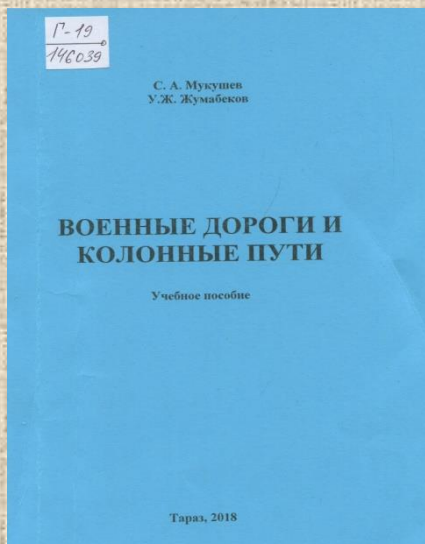 Г-19
146039
С. А. Мукушев
У.Ж. Жумабеков
ВОЕННЫЕ ДОРОГИ И
КОЛОННЫЕ ПУТИ
Учебное пособие
Тараз, 2018